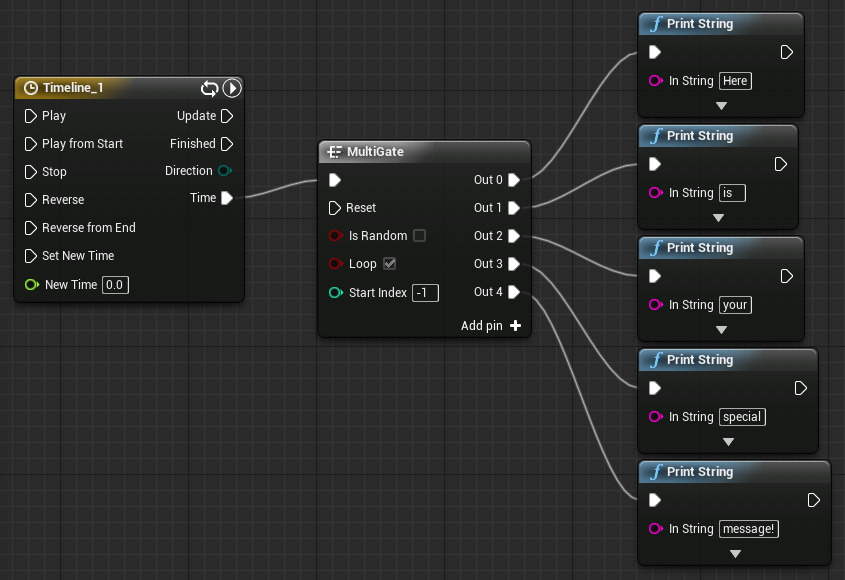 Timeline_1
Play
Update
Play from Start
Finished
Stop
Direction
Reverse
Time
Reverse from End
Set New Time
New Time 0.0
MultiGate
Out 0
Reset
Out 1
Is Random
Out 2
Loop
Out 3
Start Index -1
Out 4
Add pin
f Print String
In String Here
f Print String
In String is
f Print String
In String your
f Print String
In String special
f Print String
In String message!